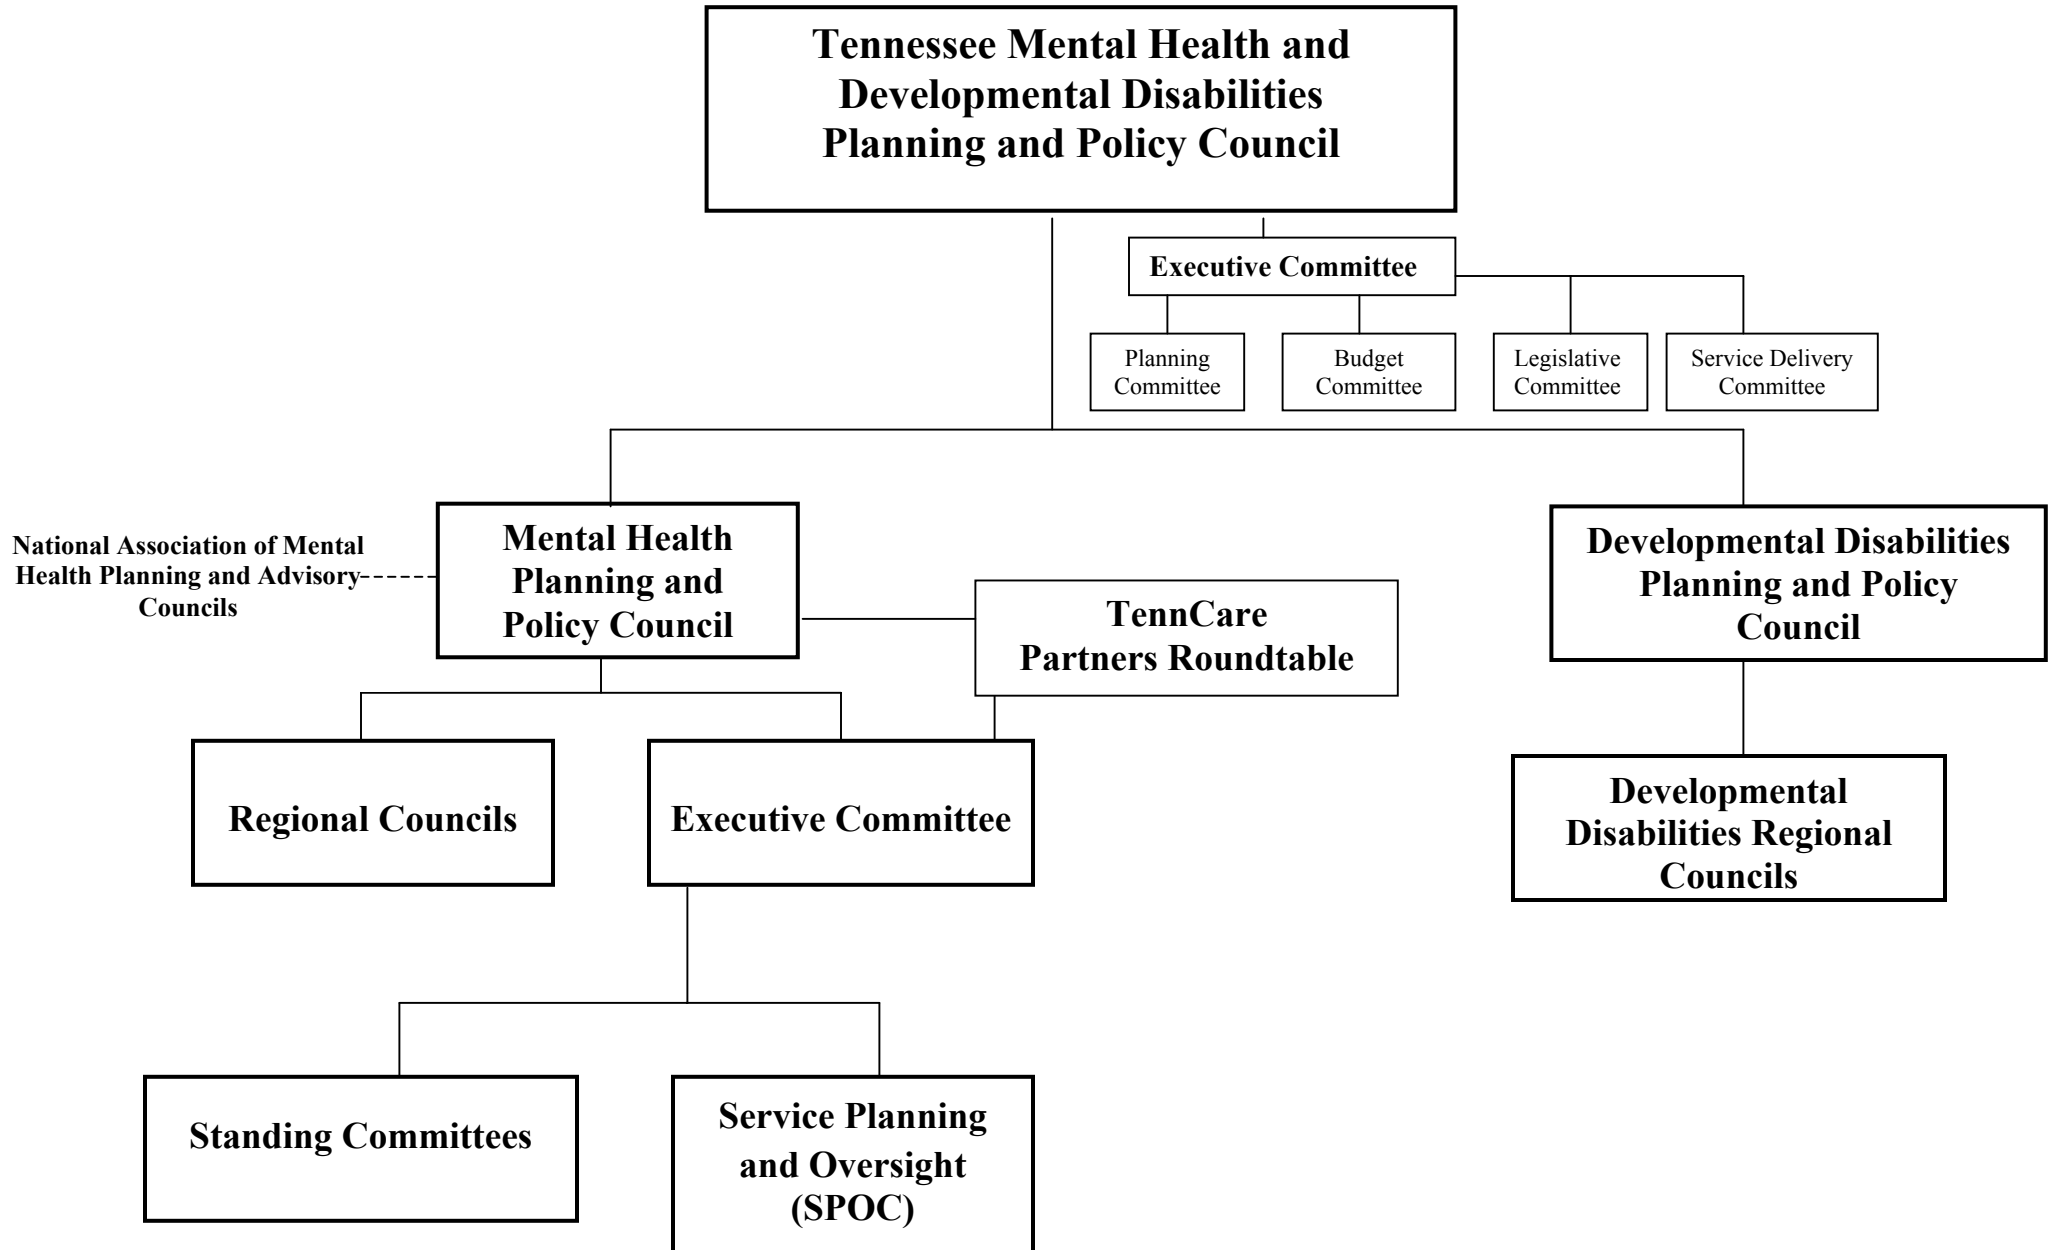 Tennessee Mental Health and
Developmental Disabilities
Planning and Policy Council
Executive Committee
Planning
Committee
Budget
Committee
Legislative
Committee
Service Delivery
Committee
National Association of Mental
Health Planning and Advisory
Councils
Mental Health
Planning and
Policy Council
TennCare
Partners Roundtable
Developmental Disabilities
Planning and Policy
Council
Regional Councils
Executive Committee
Developmental
Disabilities Regional
Councils
Standing Committees
Service Planning
and Oversight
(SPOC)